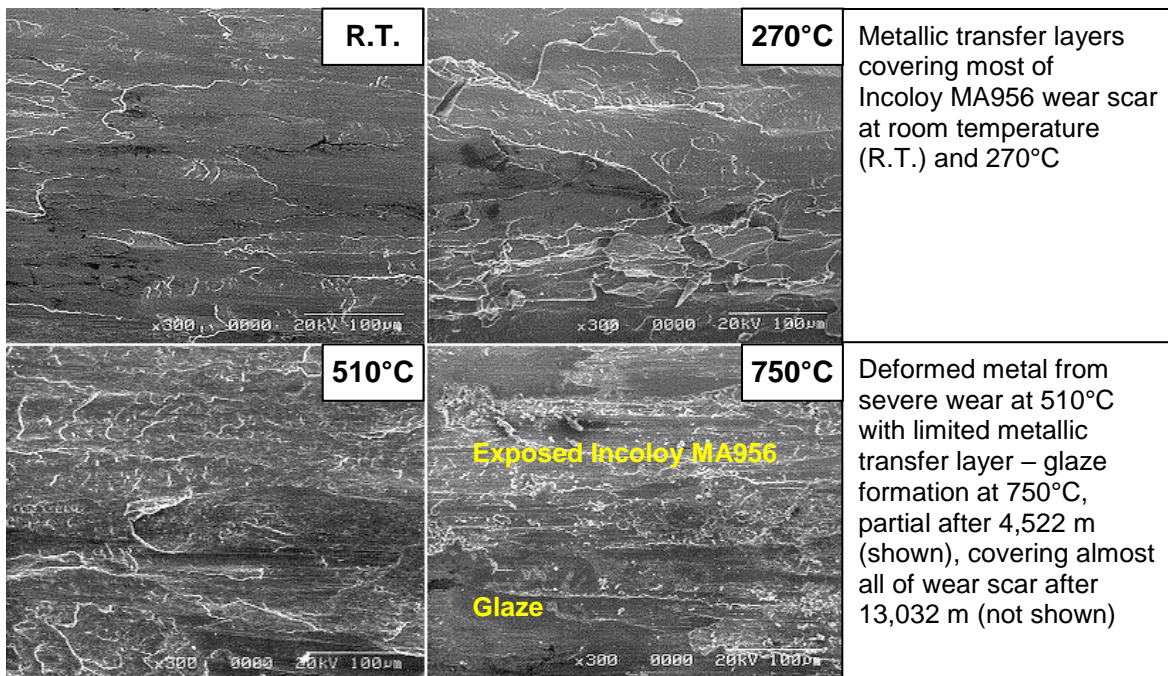 R.T.
270°C
Metallic transfer layers
covering most of
Incoloy MA956 wear scar
at room temperature
(R.T.) and 270°C
x300 0000 20kV 100µm
x300 0000 20kV 100µm
510°C
750°C
Deformed metal from
severe wear at 510°C
with limited metallic
transfer layer – glaze
formation at 750°C,
partial after 4,522 m
(shown), covering almost
all of wear scar after
13,032 m (not shown)
Exposed Incoloy MA956
Glaze
x300 0000 20kV 100µm
x300 0000 20kV 100µm